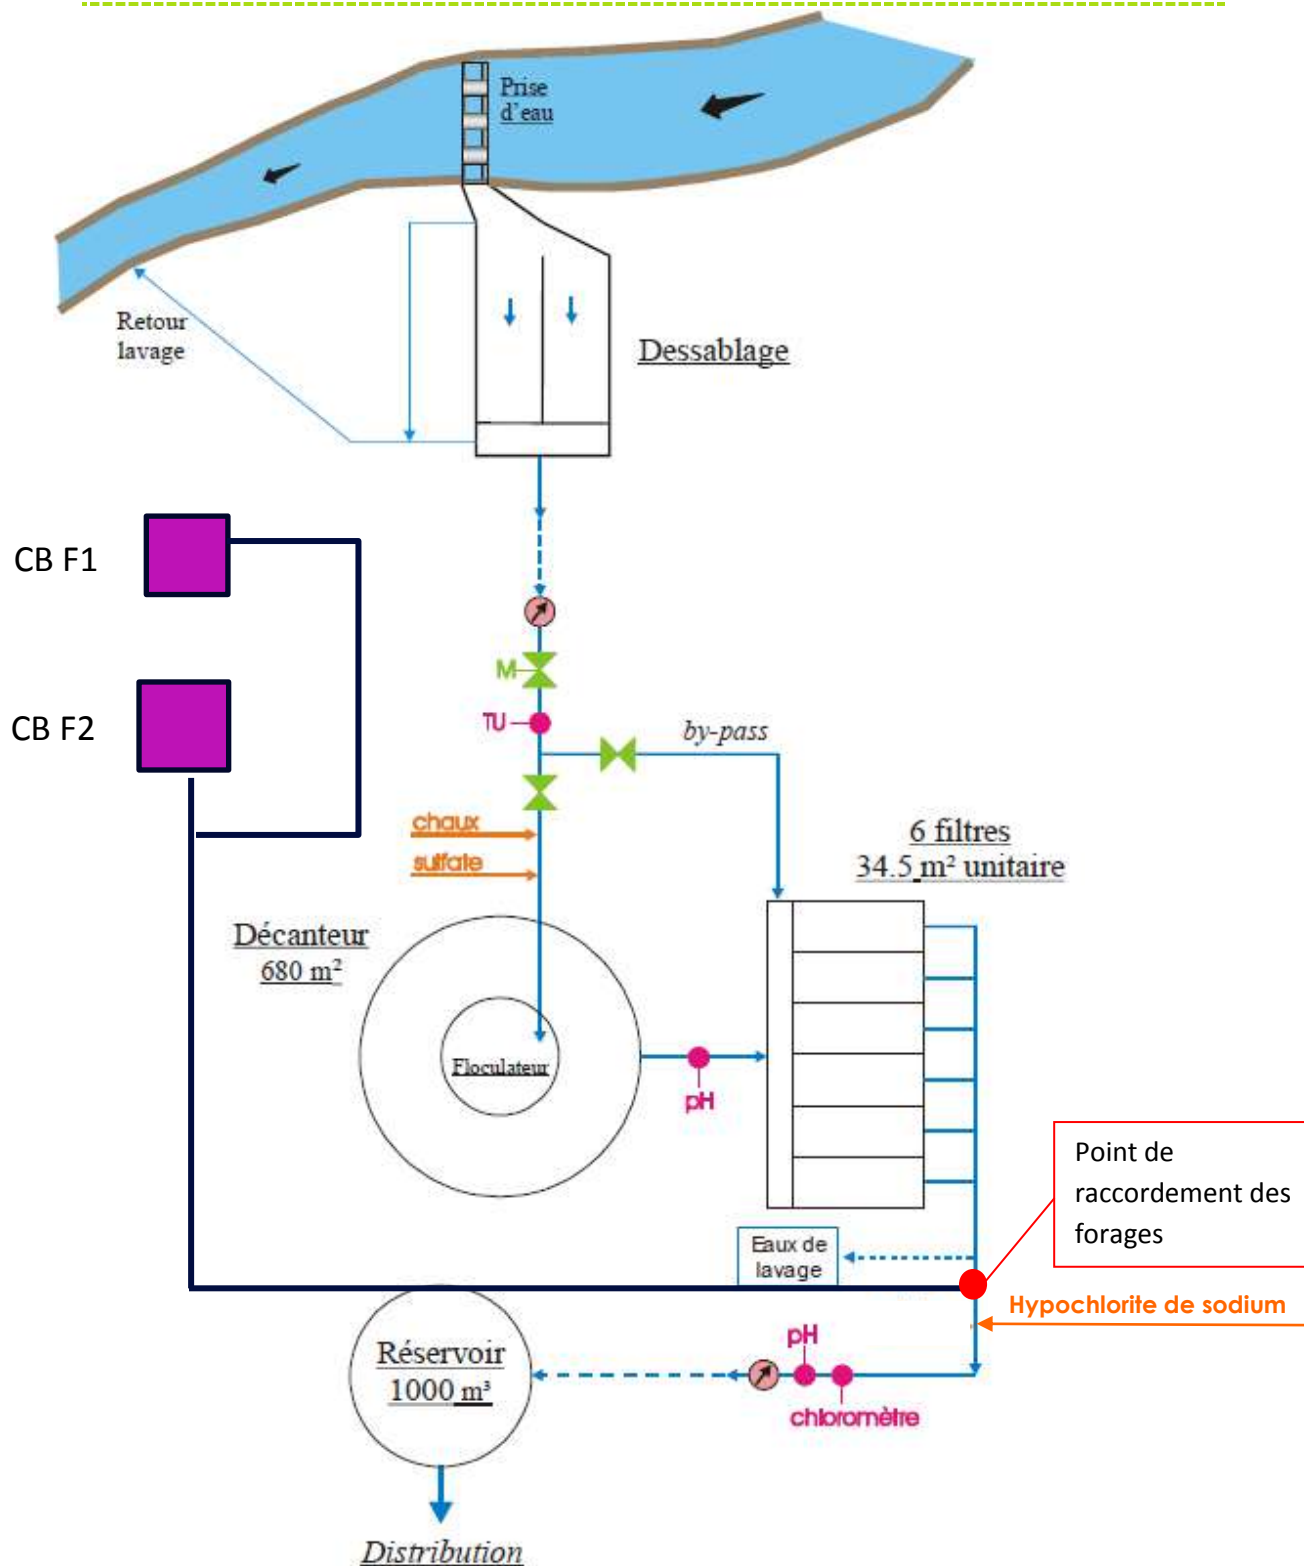 Prise
d'eau
Retour
lavage
Dessablage
CB F1
M
TU
CB F2
by-pass
chaux
sulfate
6 filtres
34.5 m² unitaire
Décanteur
680 m²
Floculateur
pH
Point de
raccordement des
forages
Eaux de
lavage
Hypochlorite de sodium
pH
Réservoir
1000 m³
chloromètre
Distribution